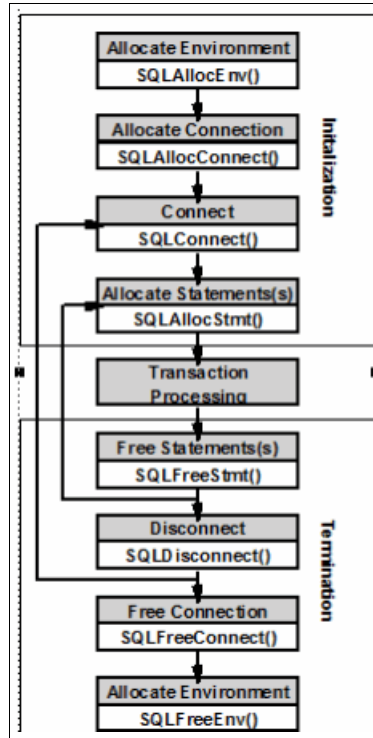 Allocate Environment
SQLAllocEnv()
Allocate Connection
SQLAllocConnect()
Connect
SQLConnect()
Allocate Statements(s)
SQLAllocStmt()
Initalization
Transaction
Processing
Free Statements(s)
SQLFreeStmt()
Disconnect
SQLDisconnect()
Free Connection
SQLFreeConnect()
Allocate Environment
SQLFreeEnv()
Termination